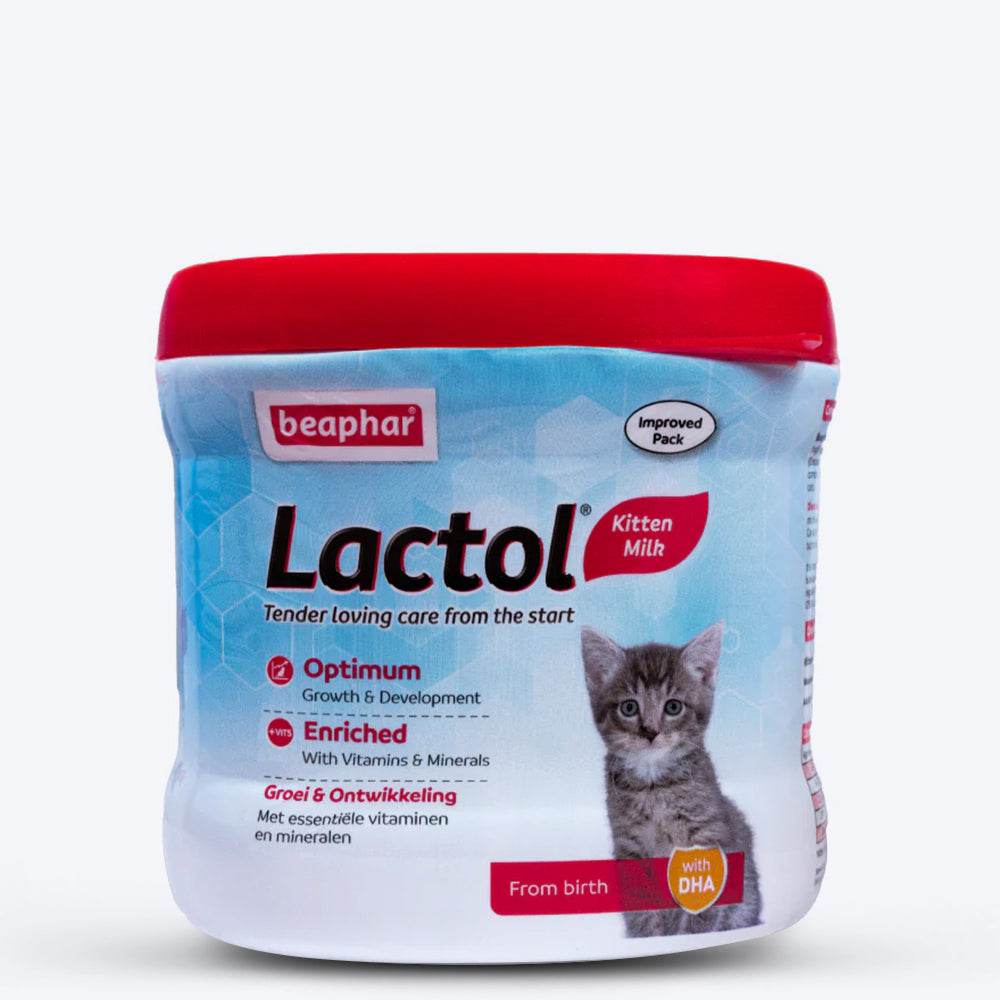 beaphar®
Improved
Pack
Lactol®
Kitten
Milk
Tender loving care from the start
Optimum
Growth & Development
+VITS
Enriched
With Vitamins & Minerals
Groei & Ontwikkeling
Met essentiële vitaminen
en mineralen
From birth
with
DHA